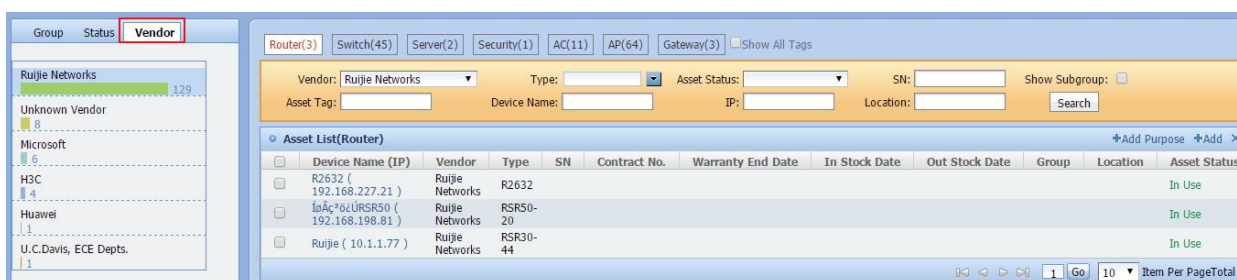 Group Status Vendor
Ruijie Networks
129
Unknown Vendor
8
Microsoft
6
H3C
4
Huawei
1
U.C.Davis, ECE Depts.
1
Router(3) Switch(45) Server(2) Security(1) AC(11) AP(64) Gateway(3) Show All Tags
Vendor: Ruijie Networks Type: Asset Status: SN: Show Subgroup:
Asset Tag: Device Name: IP: Location: Search
Asset List(Router) +Add Purpose +Add
Device Name (IP) Vendor Type SN Contract No. Warranty End Date In Stock Date Out Stock Date Group Location Asset Status
R2632 ( Ruijie R2632 In Use
192.168.227.21 ) Networks
ÍøÂç³ö¿ÚRSR50 ( Ruijie RSR50- In Use
192.168.198.81 ) Networks 20
Ruijie ( 10.1.1.77 ) Ruijie RSR30- In Use
Networks 44
1 Go 10 Item Per PageTotal